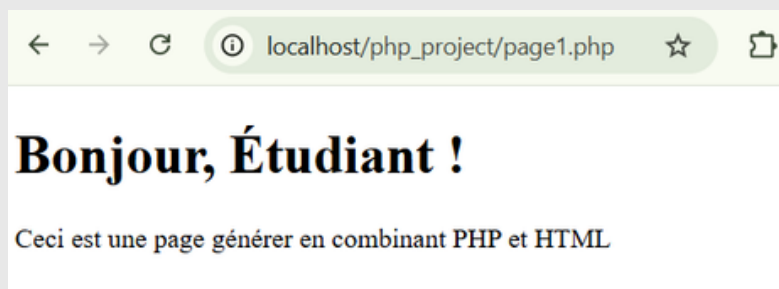 localhost/php_project/page1.php
Bonjour, Étudiant !
Ceci est une page générer en combinant PHP et HTML